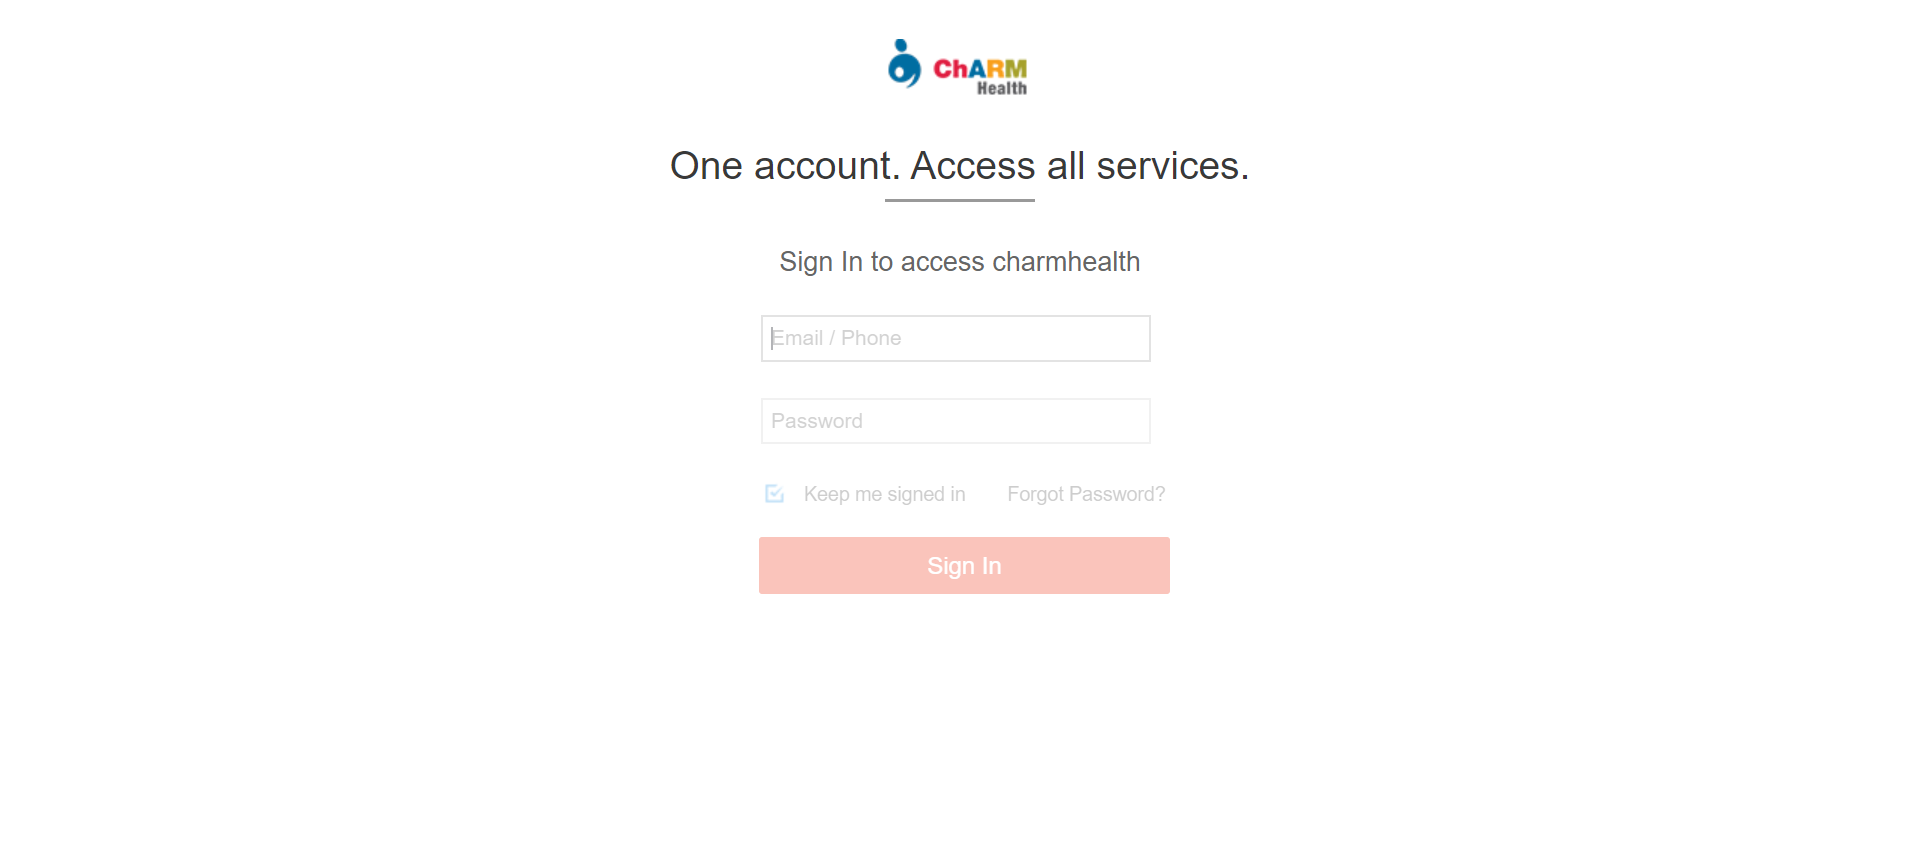 ChARM
Health
One account. Access all services.
Sign In to access charmhealth
Email / Phone
Password
Keep me signed in Forgot Password?
Sign In